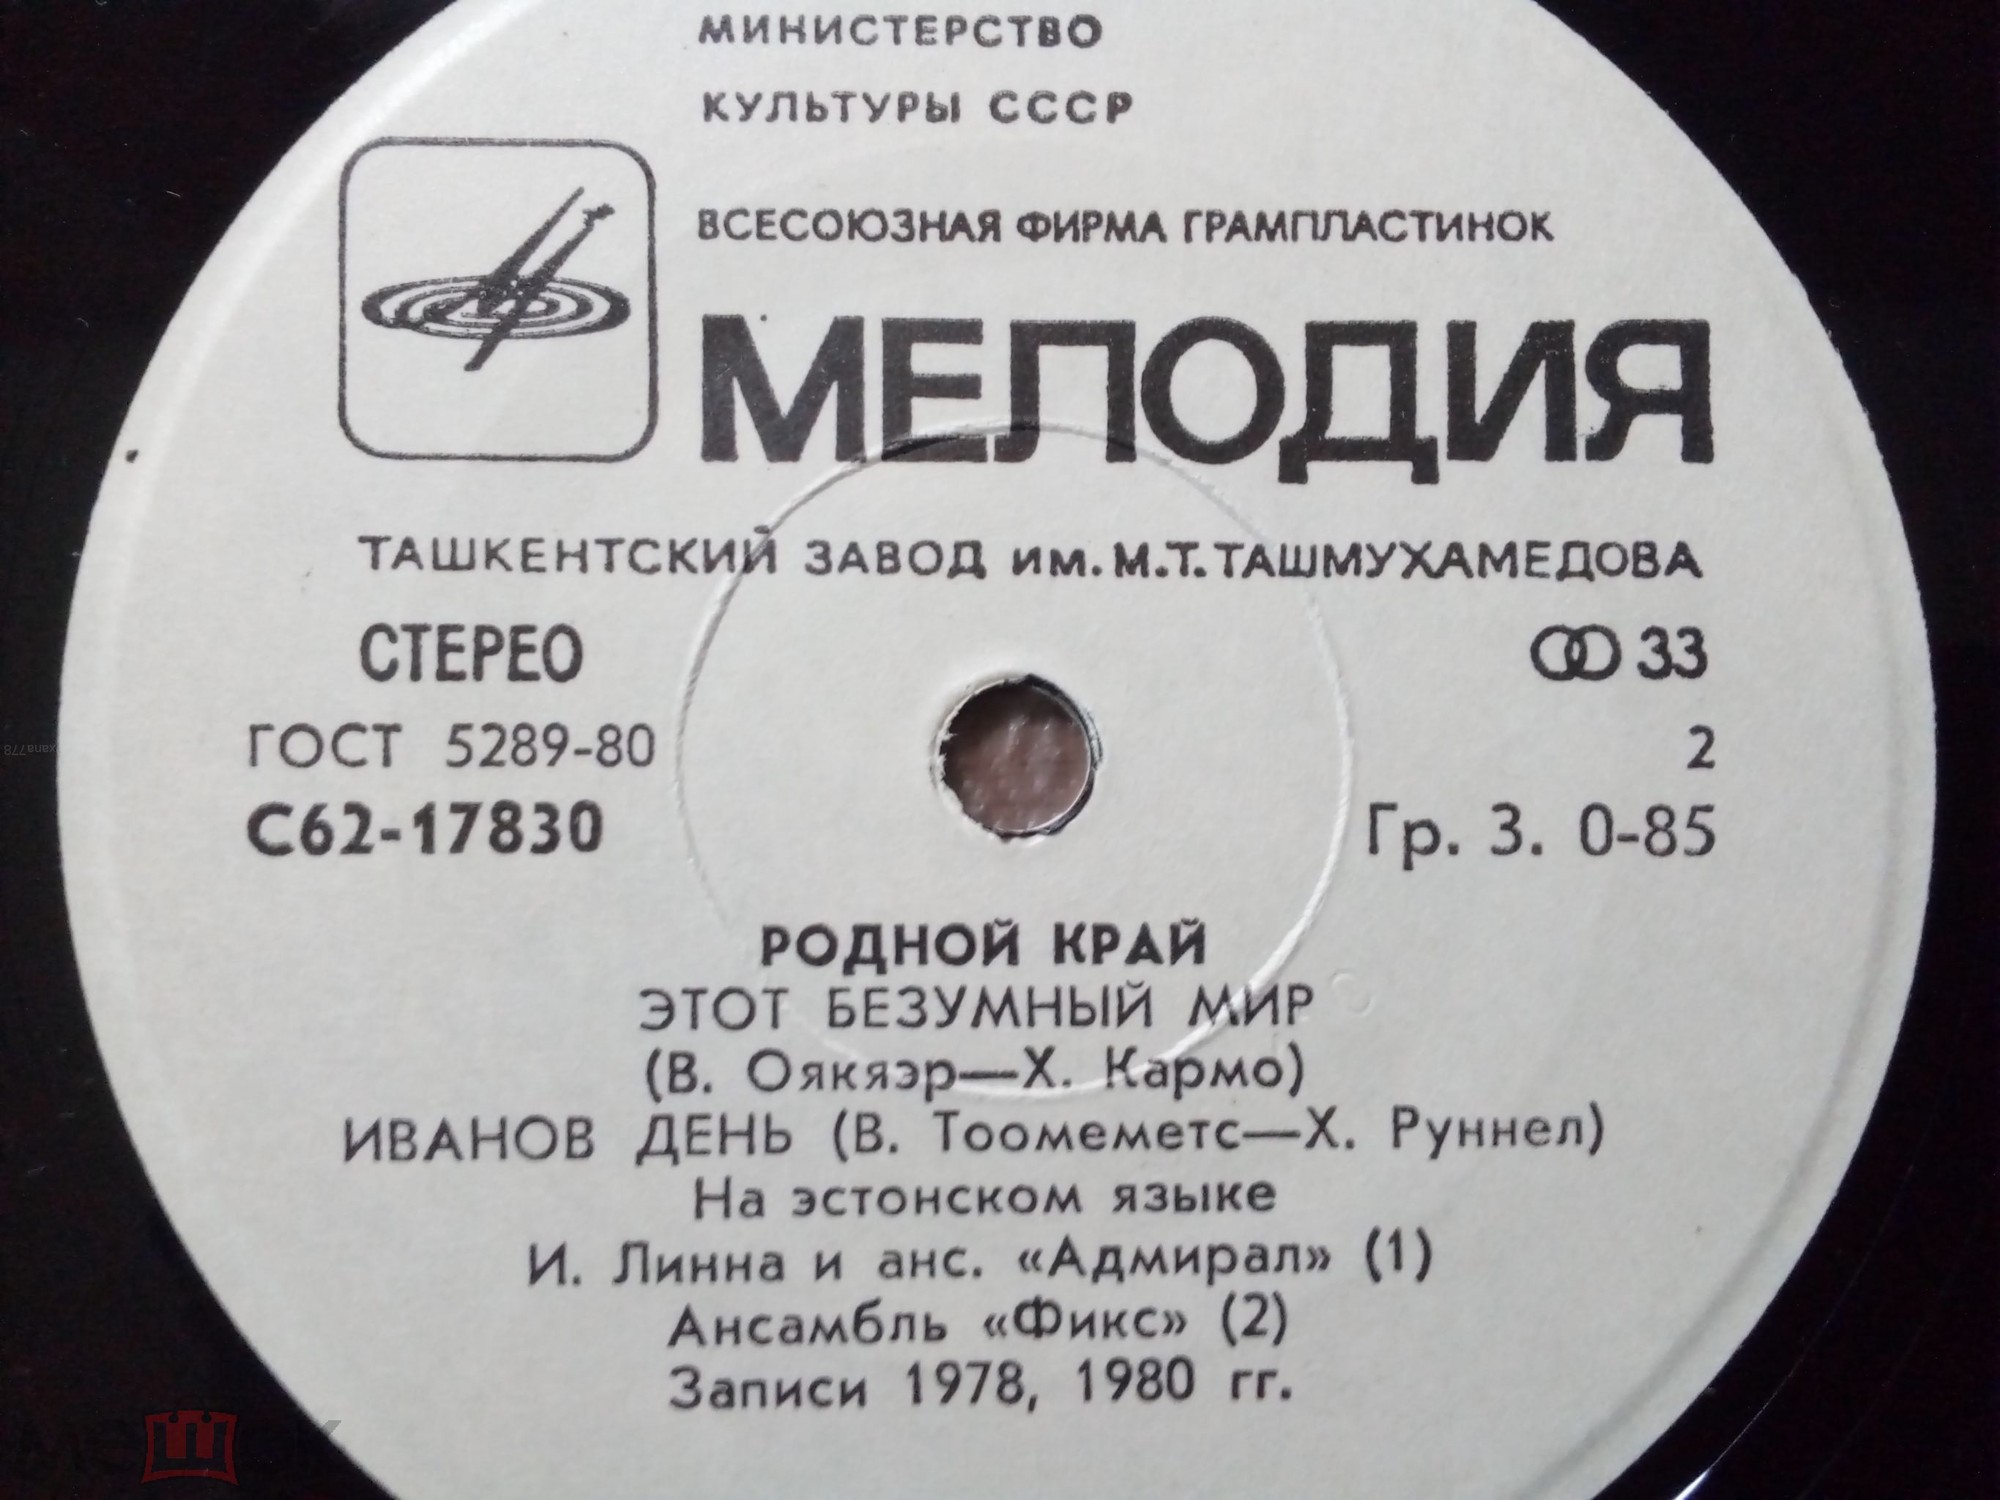 МИНИСТЕРСТВО
КУЛЬТУРЫ СССР
ВСЕСОЮЗНАЯ ФИРМА ГРАМПЛАСТИНОК
МЕЛОДИЯ
ТАШКЕНТСКИЙ ЗАВОД им. М.Т. ТАШМУХАМЕДОВА
СТЕРЕО 33
ГОСТ 5289-80 2
С62-17830 Гр. 3. 0-85
РОДНОЙ КРАЙ
ЭТОТ БЕЗУМНЫЙ МИР
(В. Оякяэр—Х. Кармо)
ИВАНОВ ДЕНЬ (В. Тоомеметс—Х. Руннел)
На эстонском языке
И. Линна и анс. «Адмирал» (1)
Ансамбль «Фикс» (2)
Записи 1978, 1980 гг.
мешок